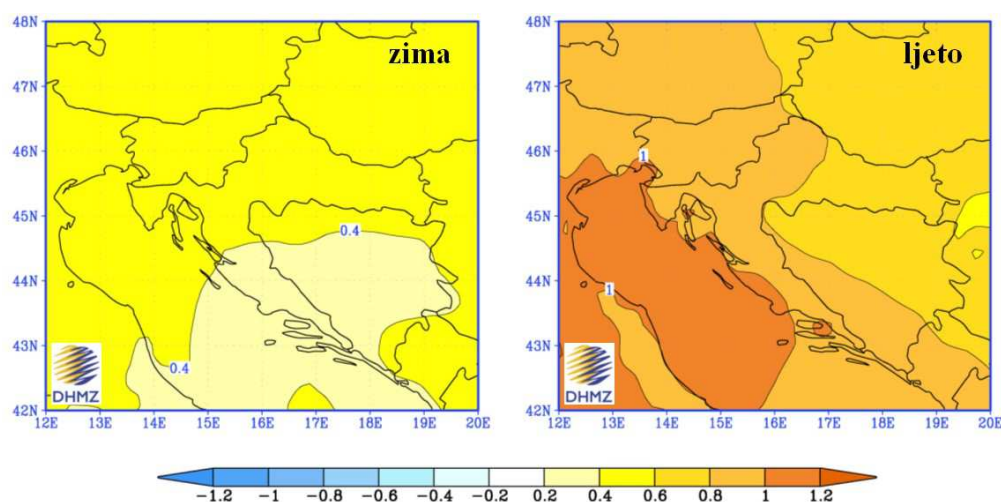 zima
48N
47N
46N
45N
44N
43N
42N
0.4
0.4
DHMZ
12E 13E 14E 15E 16E 17E 18E 19E 20E
ljeto
48N
47N
46N
45N
44N
43N
42N
1
1
DHMZ
12E 13E 14E 15E 16E 17E 18E 19E 20E
-1.2 -1 -0.8 -0.6 -0.4 -0.2 0.2 0.4 0.6 0.8 1 1.2